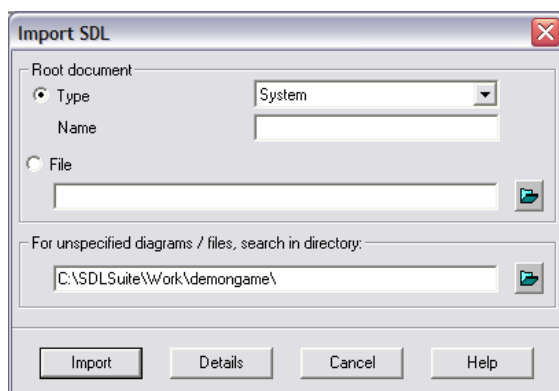 Import SDL
Root document
Type
System
Name
File
For unspecified diagrams / files, search in directory:
C:\SDLSuite\Work\demongame\
Import
Details
Cancel
Help